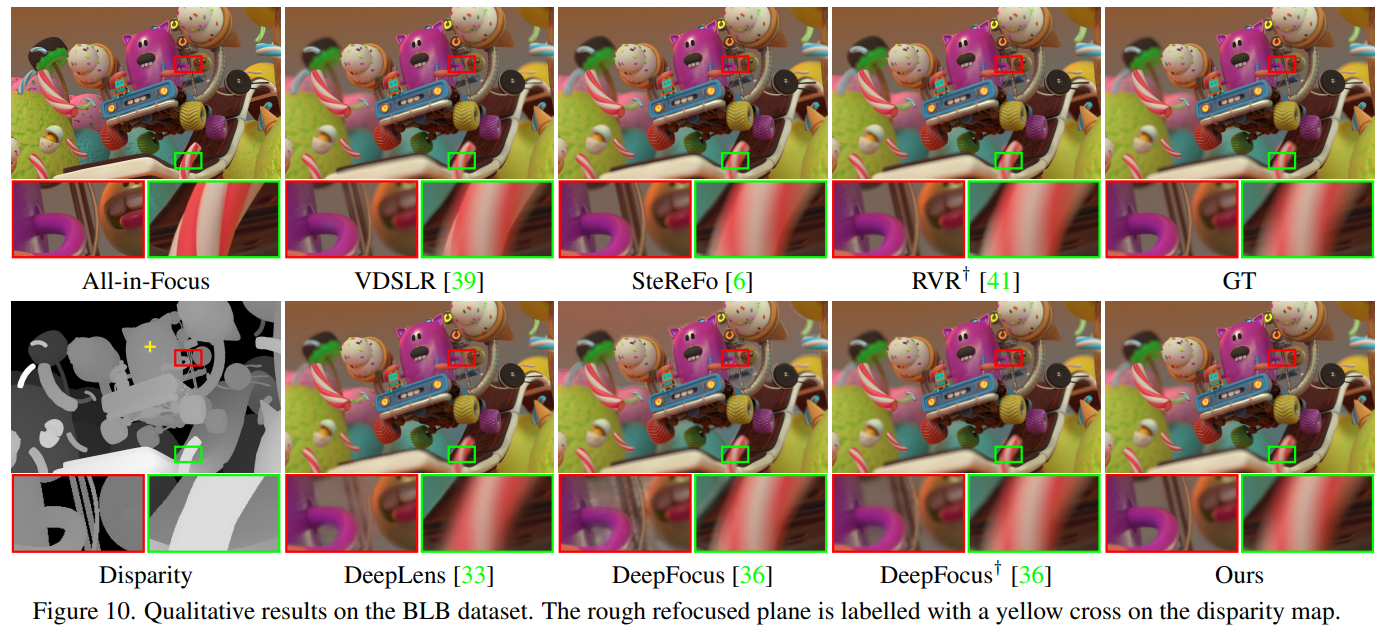 All-in-Focus VDSLR [39] SteReFo [6] RVR† [41] GT
Disparity DeepLens [33] DeepFocus [36] DeepFocus† [36] Ours
Figure 10. Qualitative results on the BLB dataset. The rough refocused plane is labelled with a yellow cross on the disparity map.